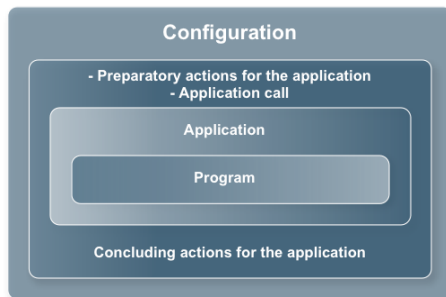 Configuration
- Preparatory actions for the application
- Application call
Application
Program
Concluding actions for the application